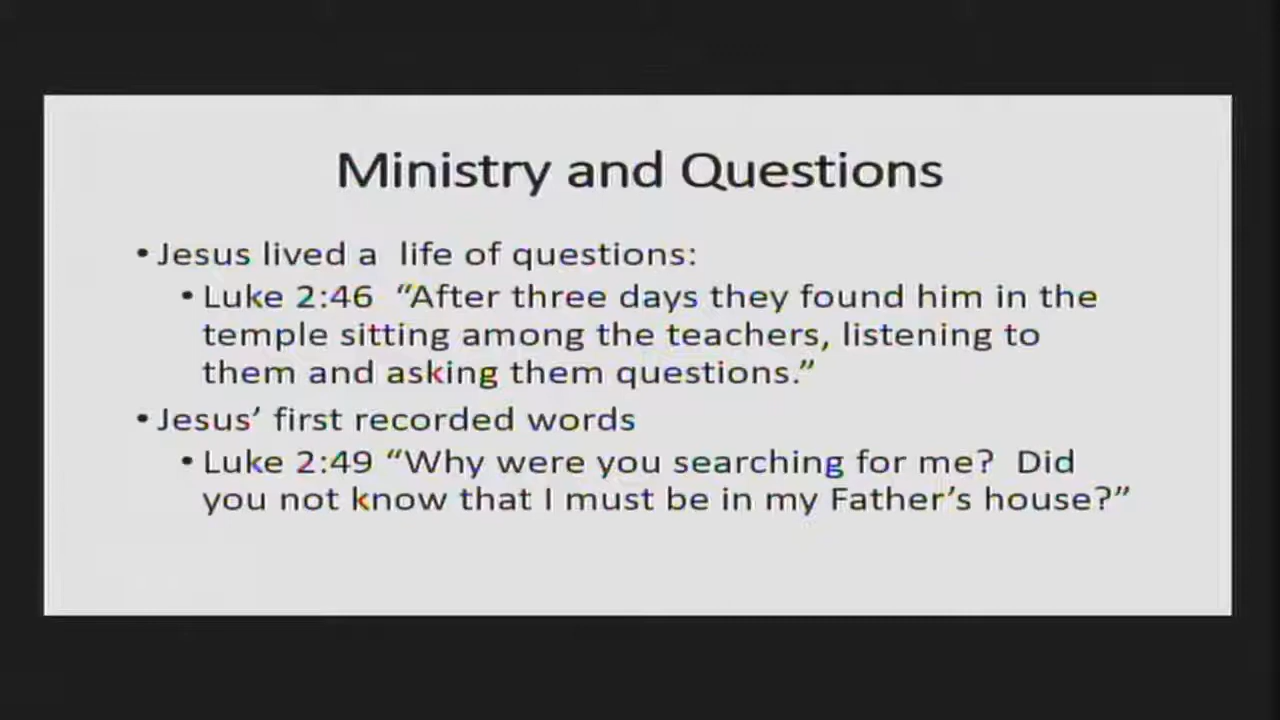 Ministry and Questions
• Jesus lived a life of questions:
• Luke 2:46 “After three days they found him in the
temple sitting among the teachers, listening to
them and asking them questions.”
• Jesus’ first recorded words
• Luke 2:49 “Why were you searching for me? Did
you not know that I must be in my Father’s house?”